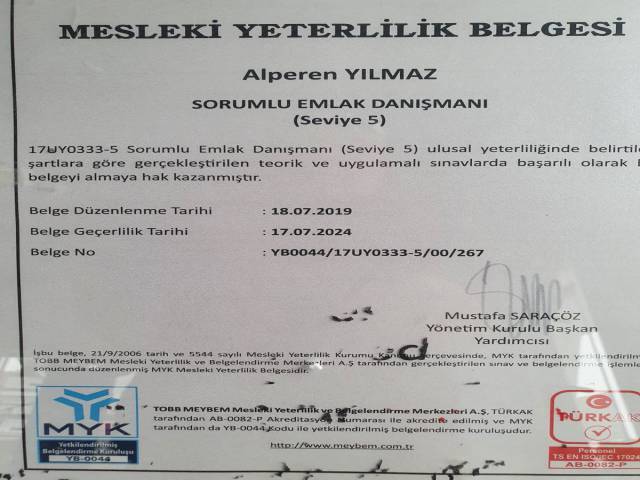 MESLEKİ YETERLİLİK BELGESİ
Alperen YILMAZ
SORUMLU EMLAK DANIŞMANI
(Seviye 5)
17UY0333-5 Sorumlu Emlak Danışmanı (Seviye 5) ulusal yeterliliğinde belirtile
şartlara göre gerçekleştirilen teorik ve uygulamalı sınavlarda başarılı olarak
belgeyi almaya hak kazanmıştır.
Belge Düzenlenme Tarihi : 18.07.2019
Belge Geçerlilik Tarihi : 17.07.2024
Belge No : YB0044/17UY0333-5/00/267
Mustafa SARAÇÖZ
Yönetim Kurulu Başkan
Yardımcısı
İşbu belge, 21/9/2006 tarih ve 5544 sayılı Mesleki Yeterlilik Kurumu Kanunu çerçevesinde, MYK tarafından yetkilendirilm
TOBB MEYBEM Mesleki Yeterlilik ve Belgelendirme Merkezleri A.Ş tarafından gerçekleştirilen sınav ve belgelendirme işlemle
sonucunda düzenlenmiş MYK Mesleki Yeterlilik Belgesidir.
MYK
Yetkilendirilmiş
Belgelendirme Kuruluşu
YB-0044
TOBB MEYBEM Mesleki Yeterlilik ve Belgelendirme Merkezleri A.Ş, TÜRKAK
tarafından AB-0082-P Akreditasyon Numarası ile akredite edilmiş ve MYK
tarafından da YB-0044 Kodu ile yetkilendirilmiş belgelendirme kuruluşudur.
http://www.meybem.com.tr
TÜRKAK
Personel
TS EN ISO/IEC 17024
AB-0082-P